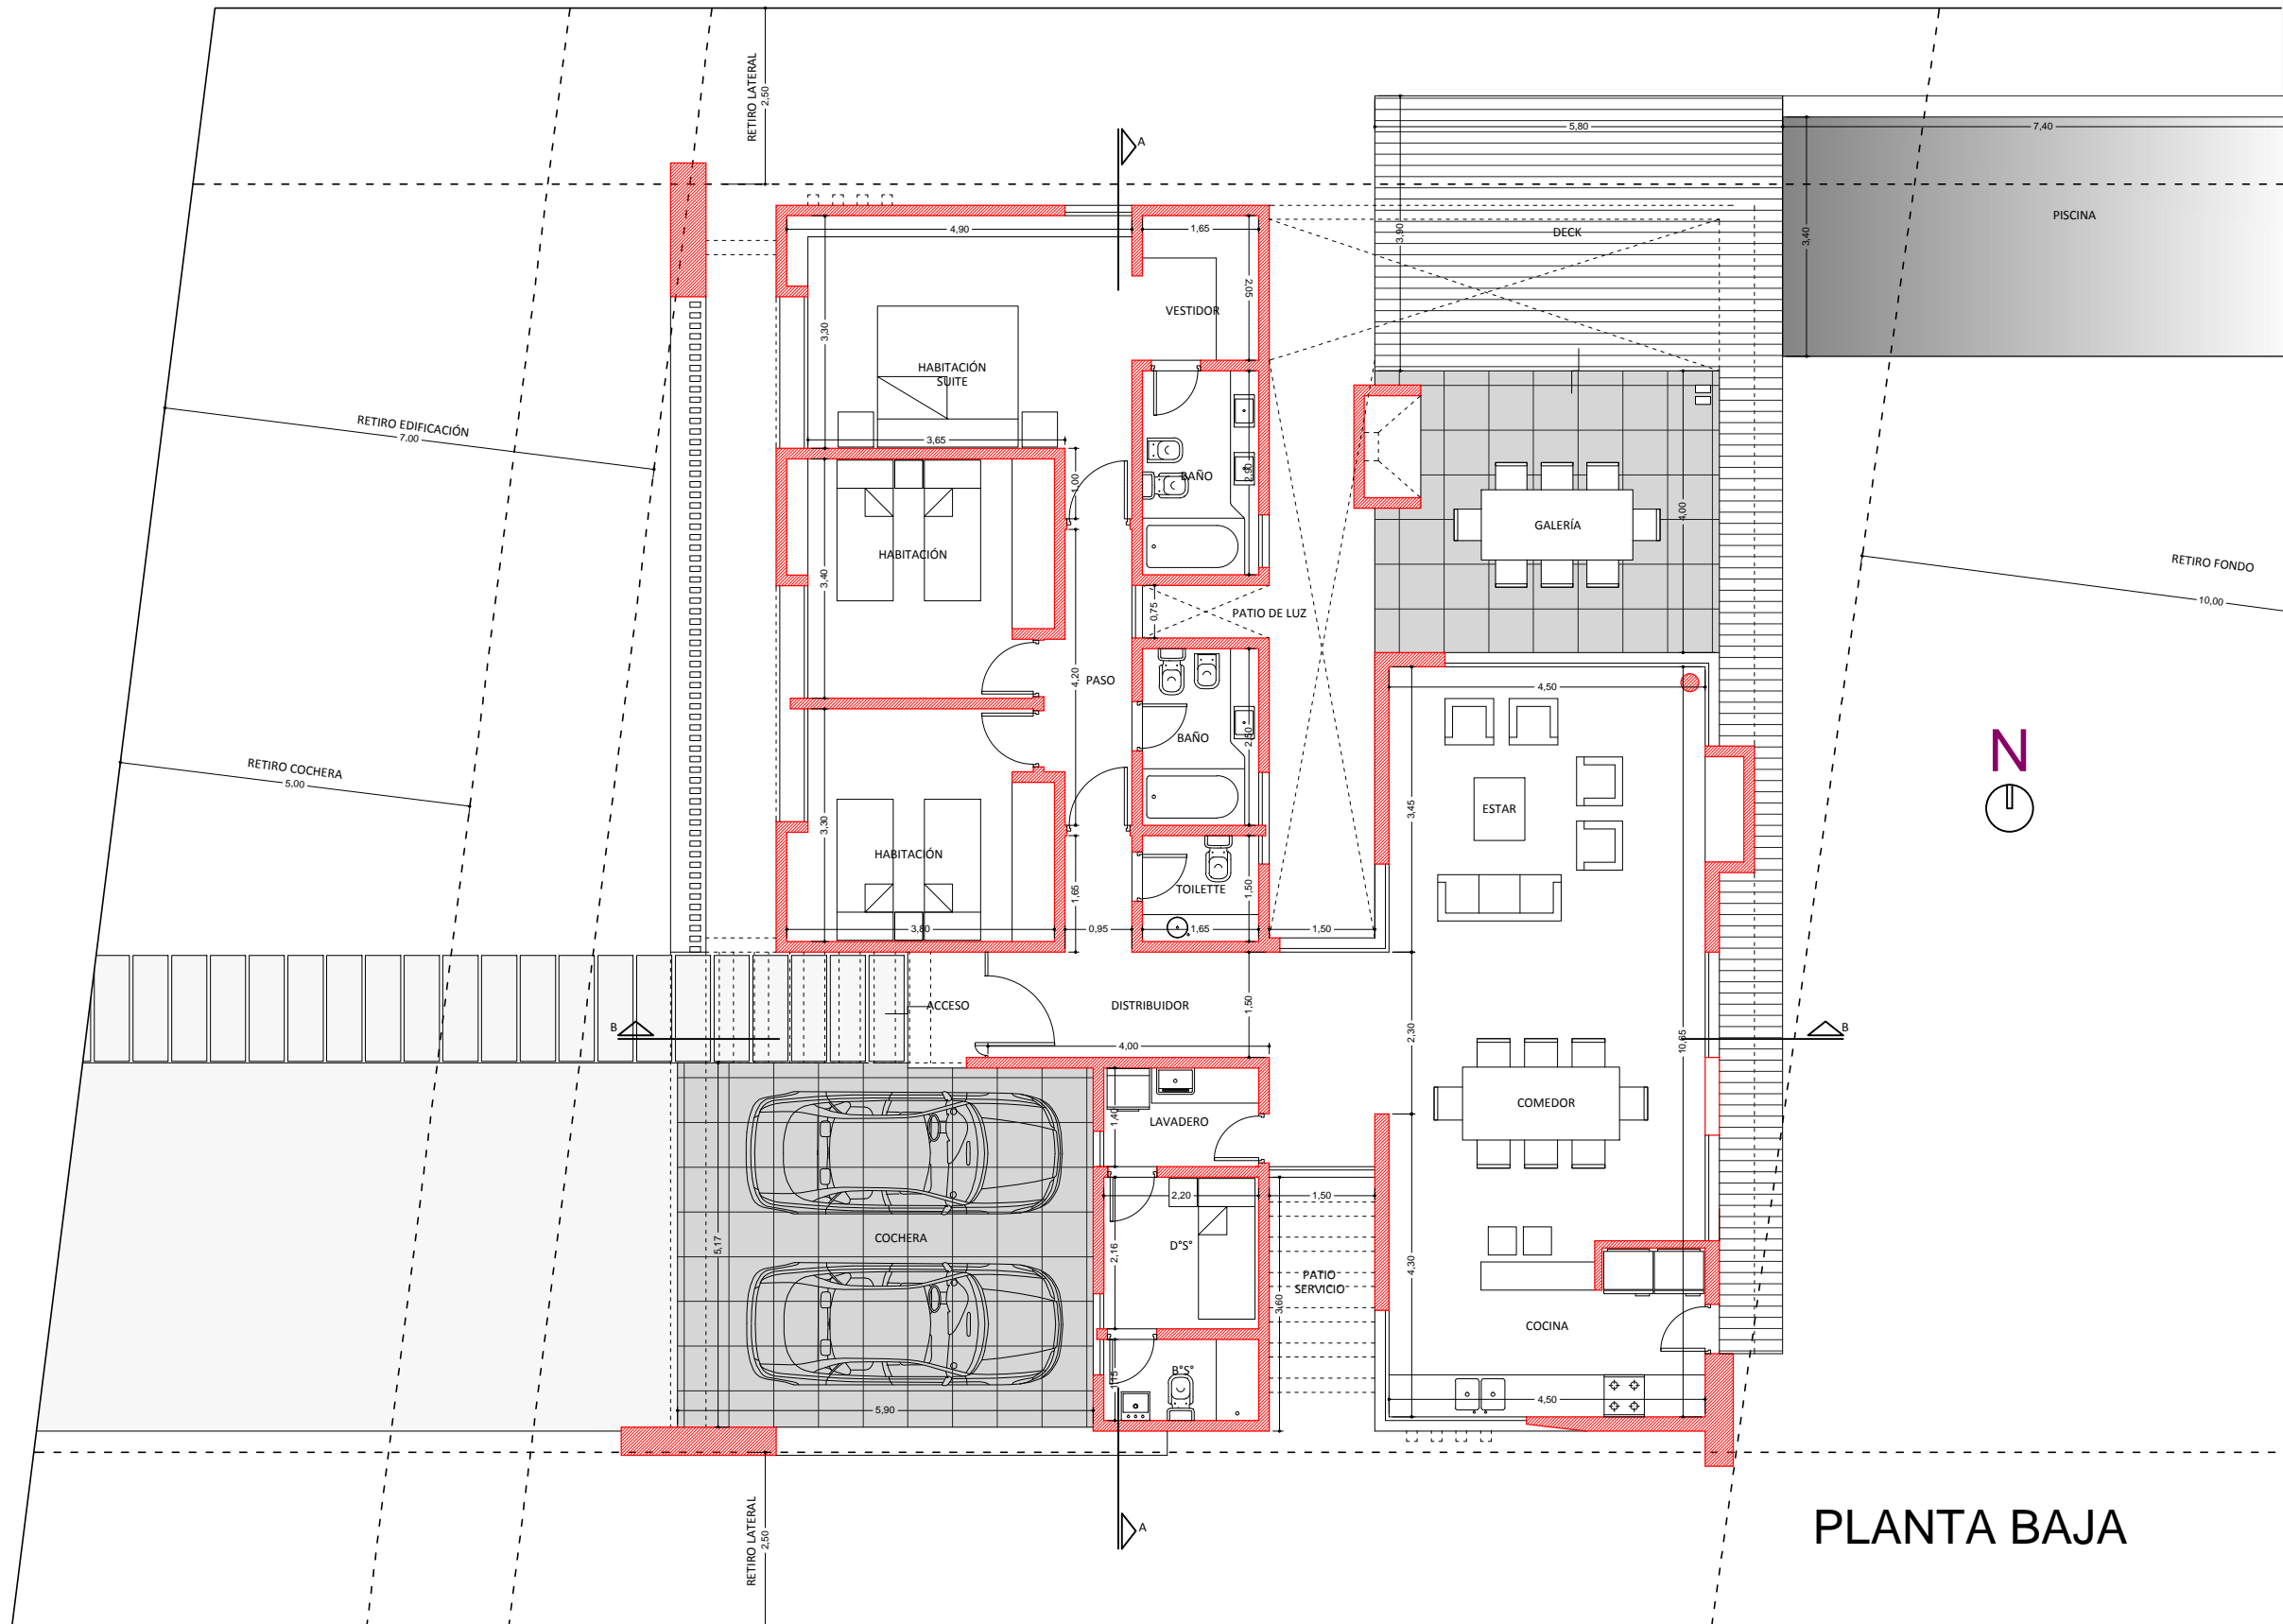 RETIRO LATERAL
2,50
A
5,80
7,40
4,90
1,65
3,90
DECK
3,40
PISCINA
2,05
VESTIDOR
3,30
HABITACIÓN
SUITE
RETIRO EDIFICACIÓN
7,00
3,65
1,00
BAÑO
2,90
HABITACIÓN
3,40
GALERÍA
4,00
RETIRO FONDO
10,00
0,75
PATIO DE LUZ
4,20
PASO
4,50
BAÑO
2,50
N
RETIRO COCHERA
5,00
ESTAR
3,45
3,30
HABITACIÓN
1,65
TOILETTE
1,50
3,80
0,95
1,65
1,50
ACCESO
DISTRIBUIDOR
1,50
B
B
2,30
10,65
4,00
1,40
LAVADERO
COMEDOR
2,20
1,50
5,17
COCHERA
2,16
D°S°
4,30
PATIO
SERVICIO
3,60
COCINA
1,15
B°S°
5,90
4,50
RETIRO LATERAL
2,50
A
PLANTA BAJA